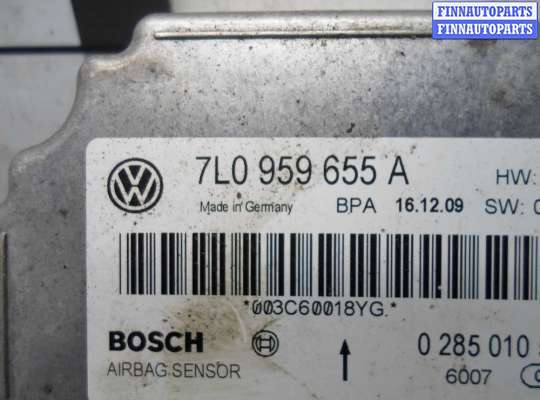 FINNAUTOPARTS
FINNAUTOPARTS
7L0 959 655 A
HW:
Made in Germany BPA 16.12.09 SW:
*003C60018YG.*
BOSCH 0 285 010
AIRBAG SENSOR 6007